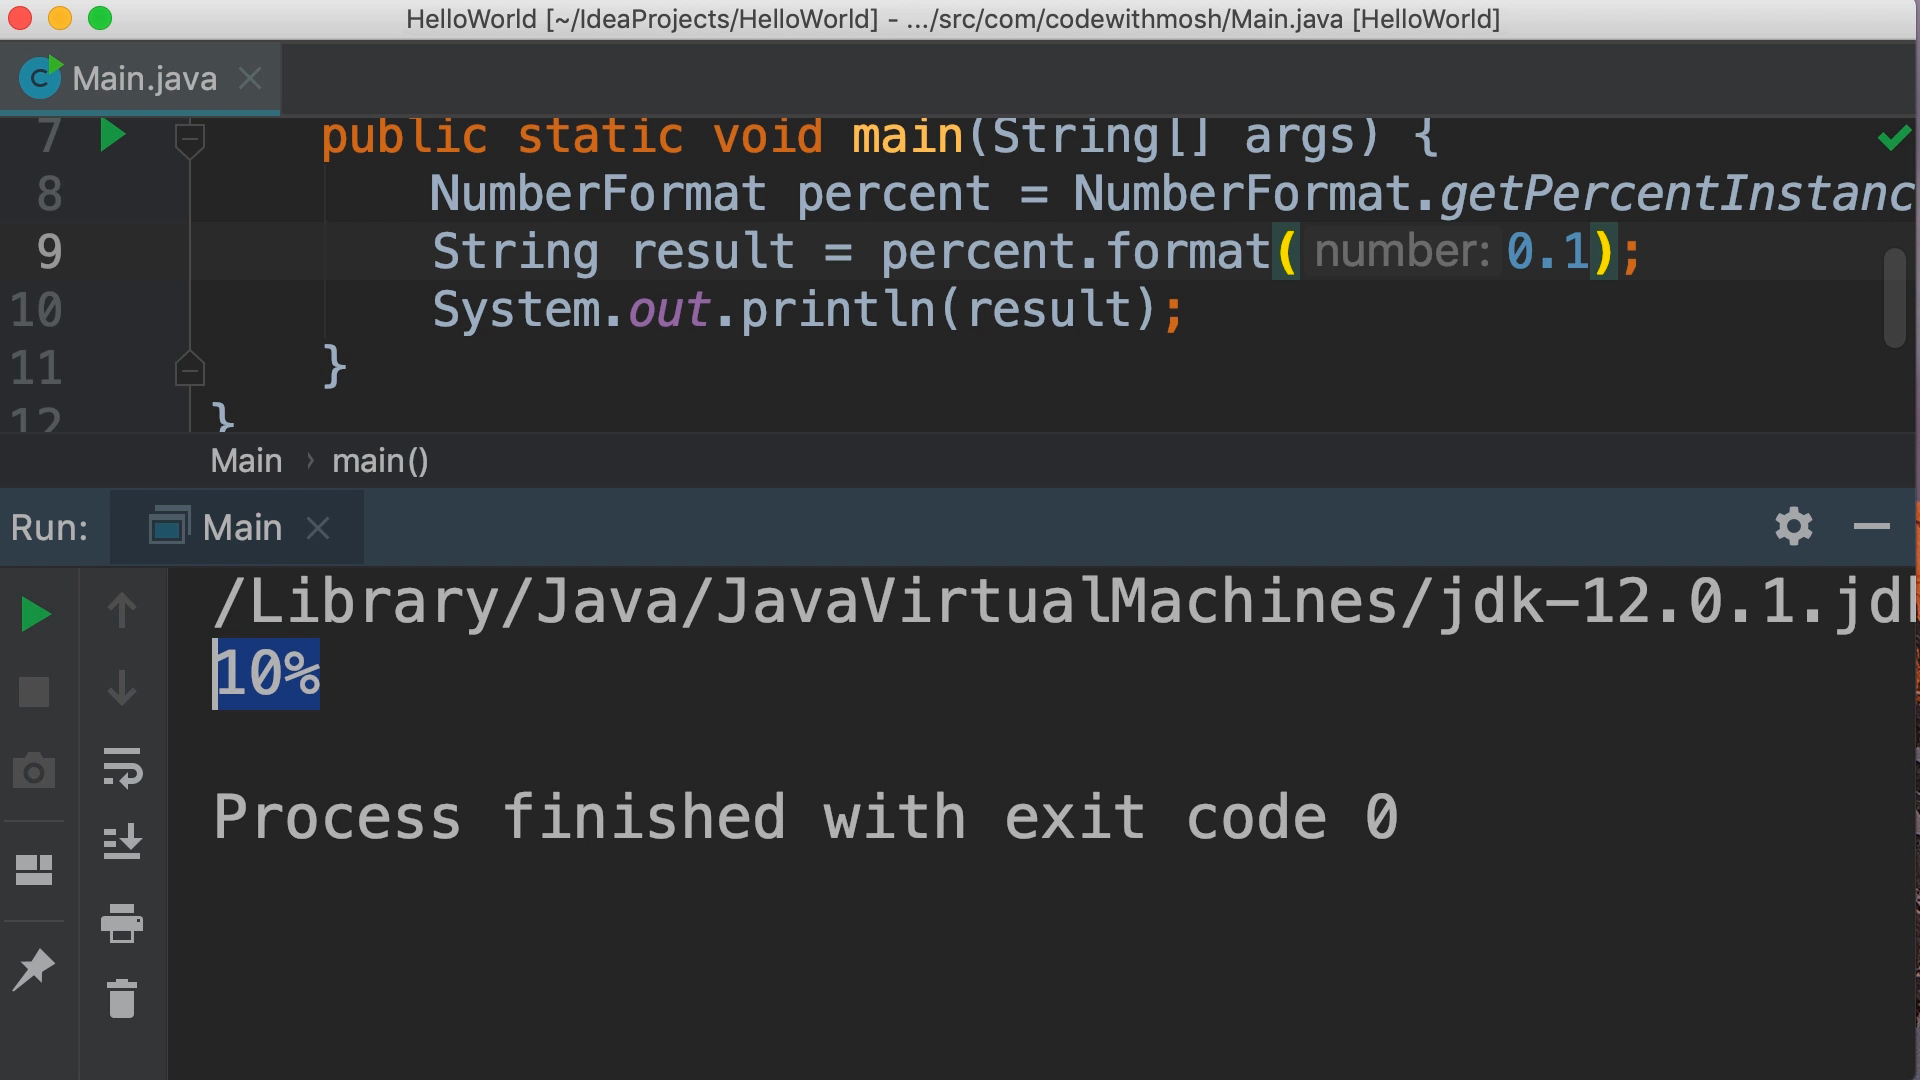 HelloWorld [~/IdeaProjects/HelloWorld] - .../src/com/codewithmosh/Main.java [HelloWorld]
Main.java
7 public static void main(String[] args) {
8 NumberFormat percent = NumberFormat.getPercentInstanc
9 String result = percent.format( number: 0.1);
10 System.out.println(result);
11 }
12 }
Main › main()
Run: Main
/Library/Java/JavaVirtualMachines/jdk-12.0.1.jd
10%
Process finished with exit code 0